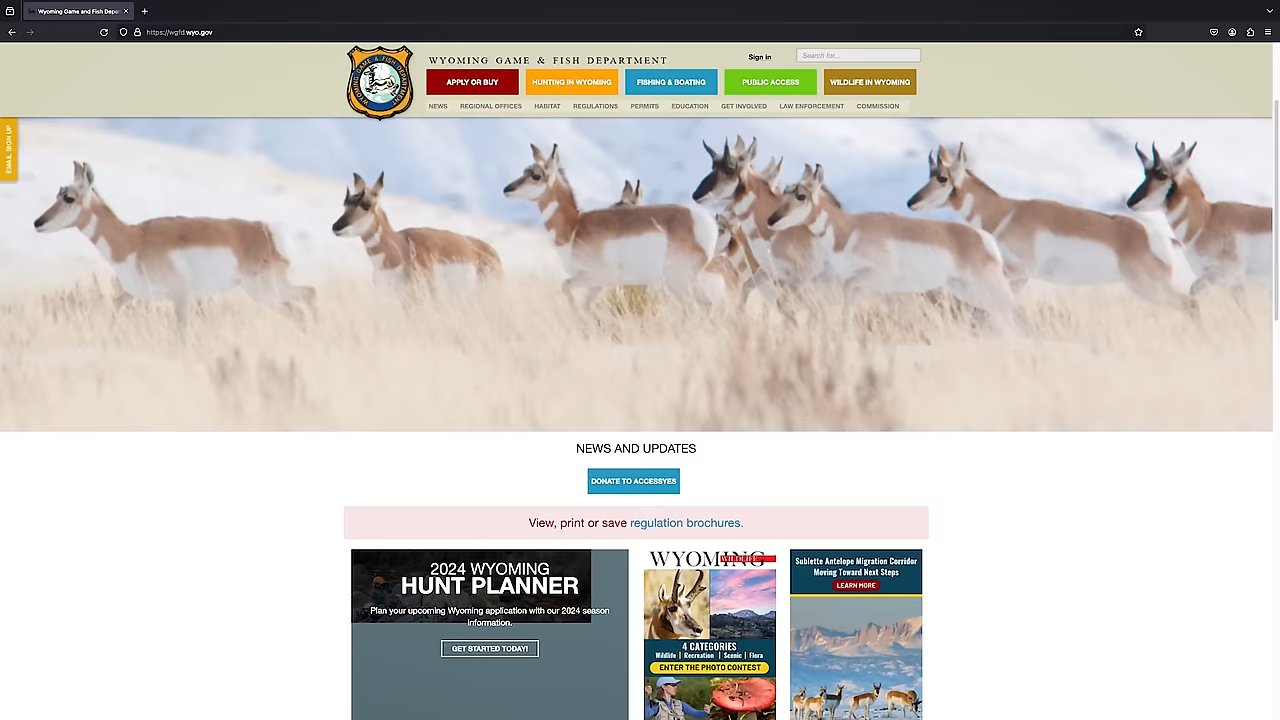 Wyoming Game and Fish Depar
https://wgfd.wyo.gov
WYOMING GAME & FISH DEPARTMENT
WYOMING GAME & FISH DEPARTMENT
Sign in
Search for...
APPLY OR BUY
HUNTING IN WYOMING
FISHING & BOATING
PUBLIC ACCESS
WILDLIFE IN WYOMING
NEWS
REGIONAL OFFICES
HABITAT
REGULATIONS
PERMITS
EDUCATION
GET INVOLVED
LAW ENFORCEMENT
COMMISSION
EMAIL SIGN UP
NEWS AND UPDATES
DONATE TO ACCESSYES
View, print or save regulation brochures.
2024 WYOMING
HUNT PLANNER
Plan your upcoming Wyoming application with our 2024 season
information.
GET STARTED TODAY!
WYOMING
WILDLIFE
4 CATEGORIES
Wildlife | Recreation | Scenic | Flora
ENTER THE PHOTO CONTEST
Sublette Antelope Migration Corridor
Moving Toward Next Steps
LEARN MORE